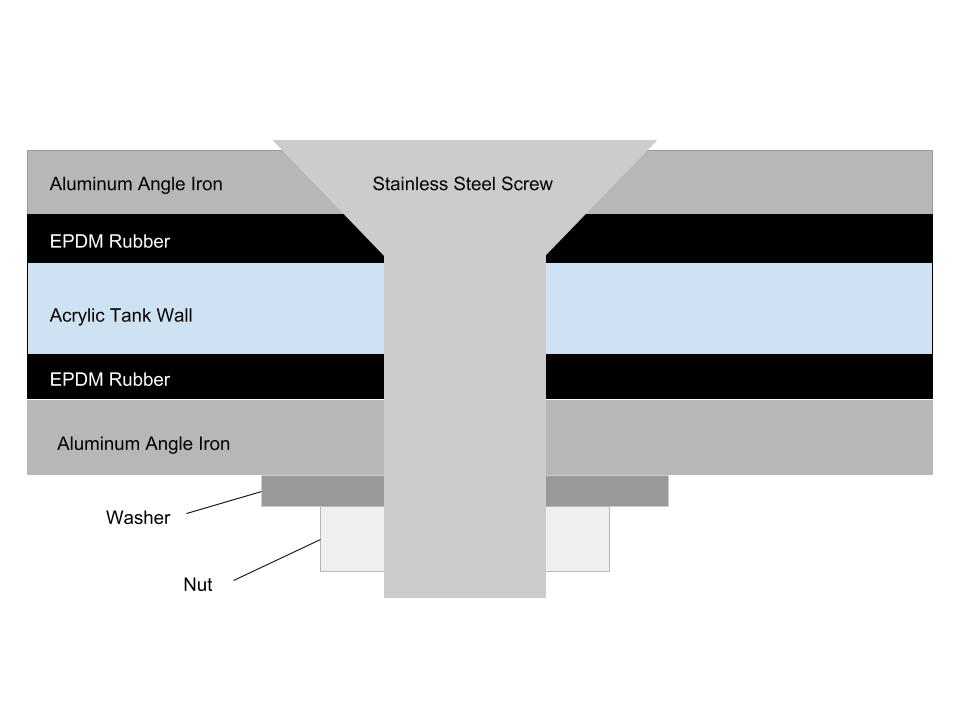 Aluminum Angle Iron
Stainless Steel Screw
EPDM Rubber
Acrylic Tank Wall
EPDM Rubber
Aluminum Angle Iron
Washer
Nut